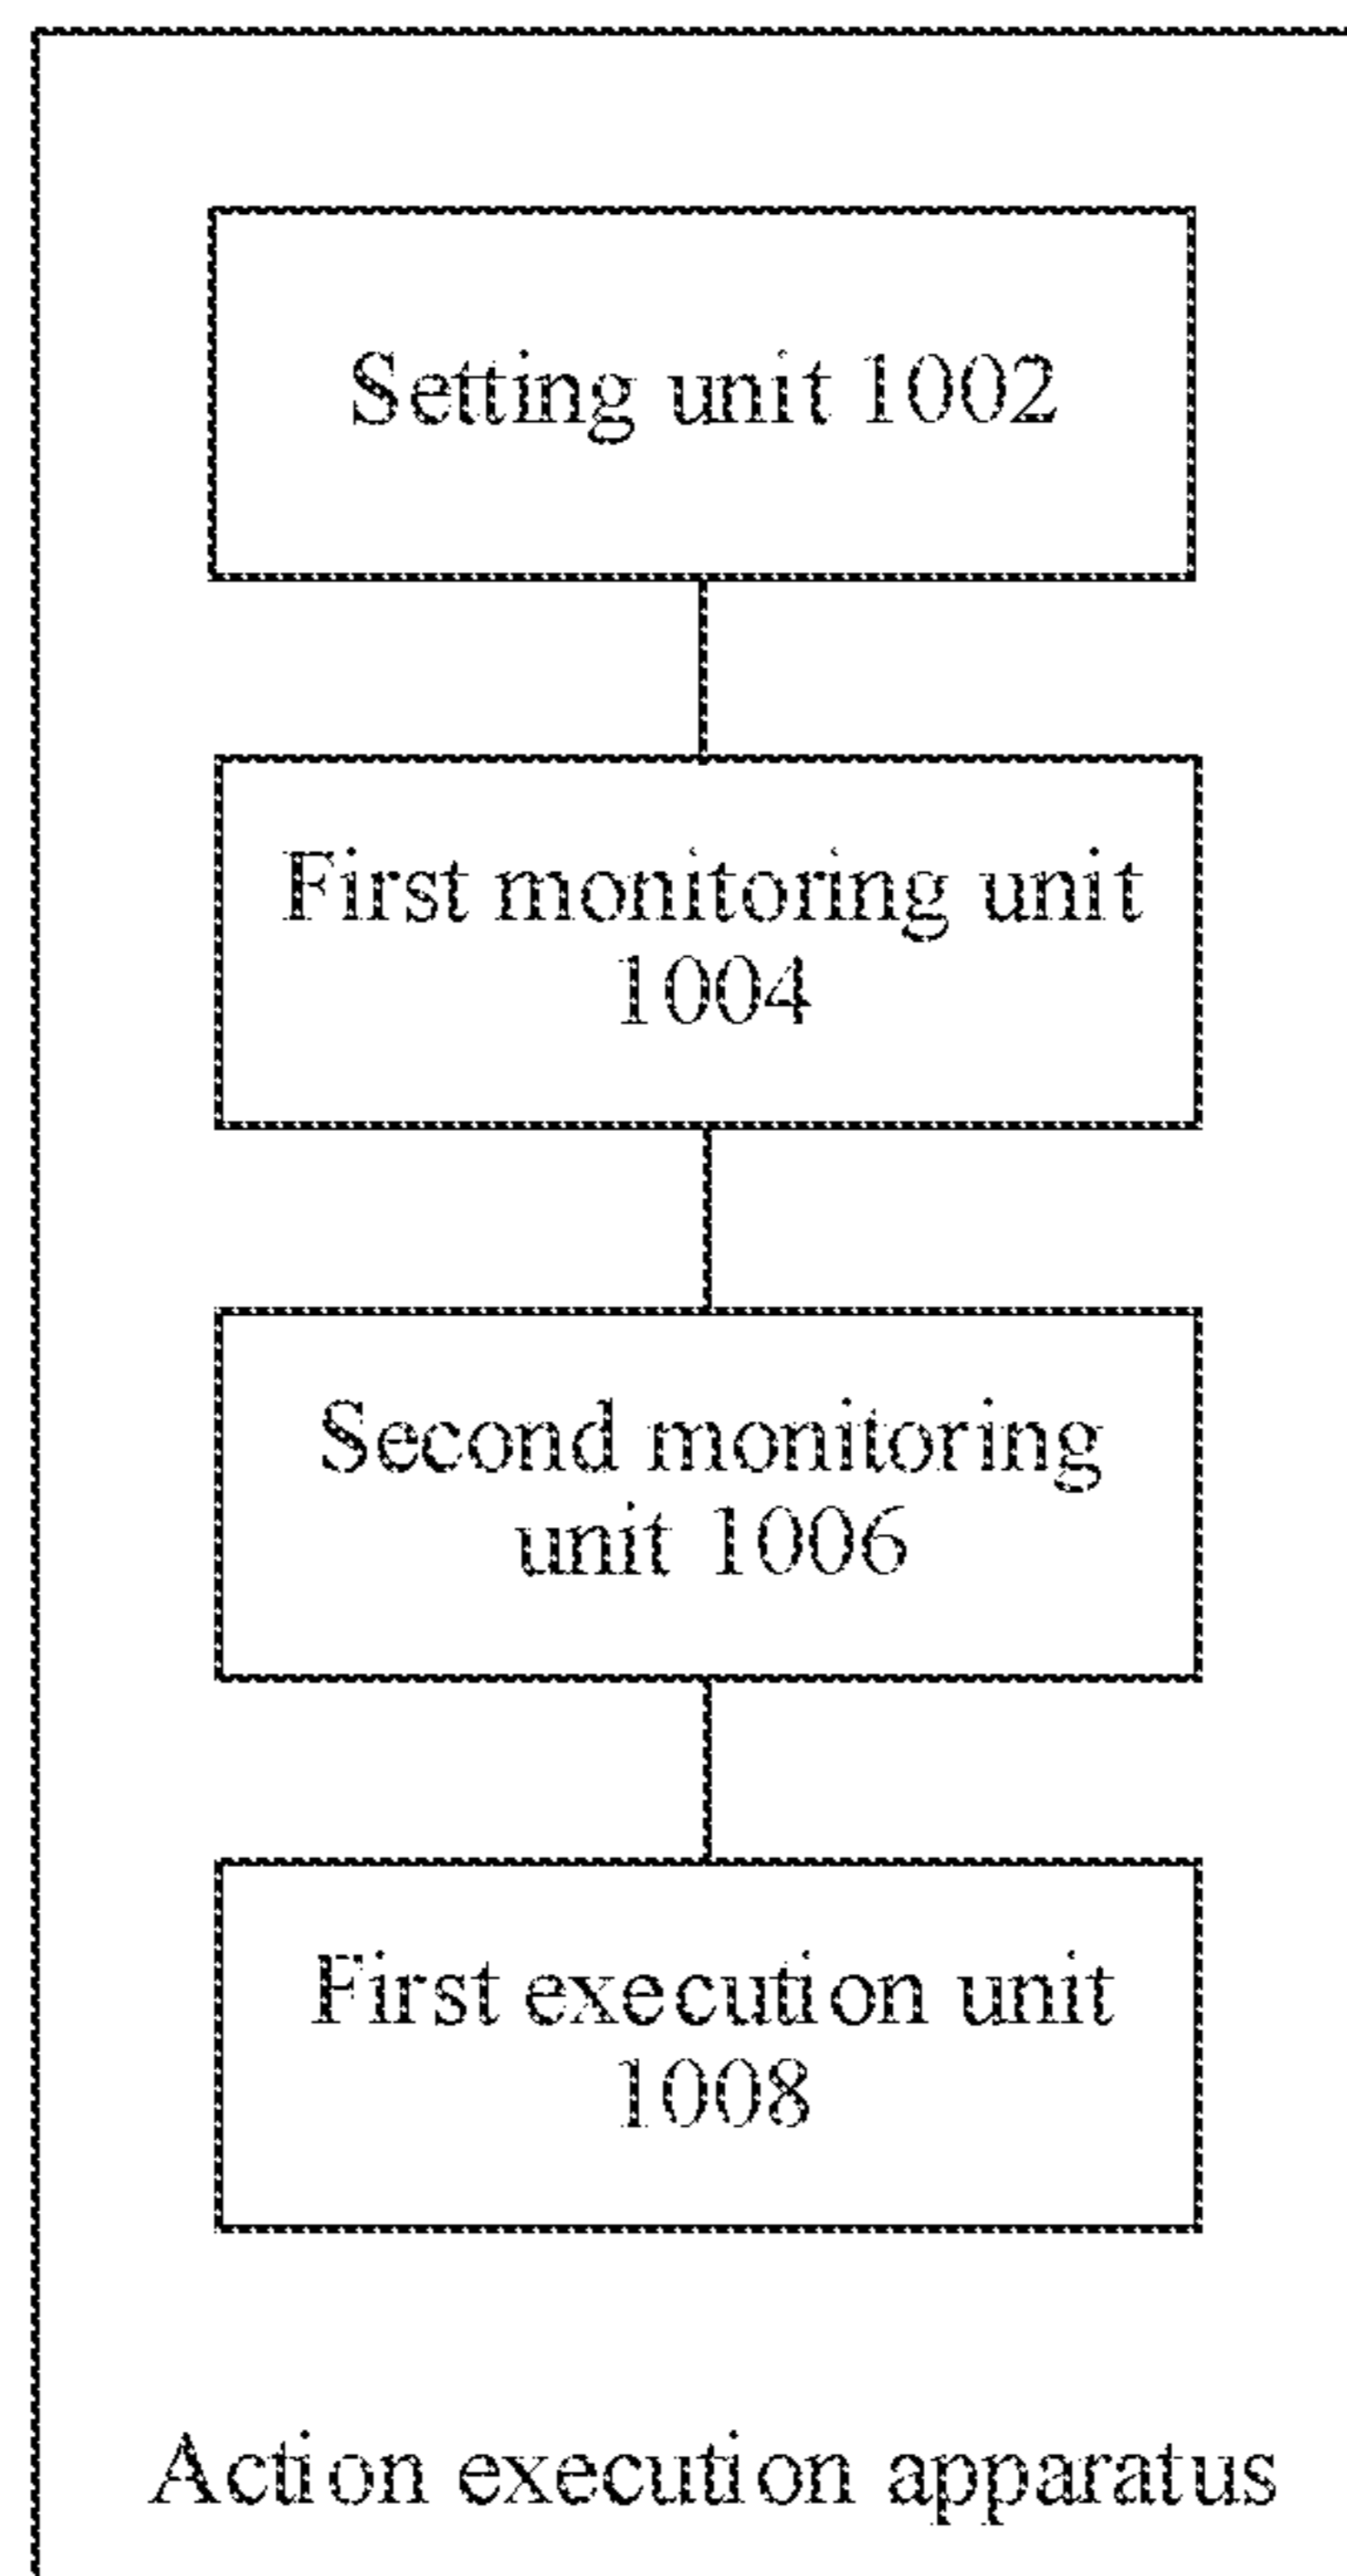 Setting unit 1002
First monitoring unit
1004
Second monitoring
unit 1006
First execution unit
1008
Action execution apparatus